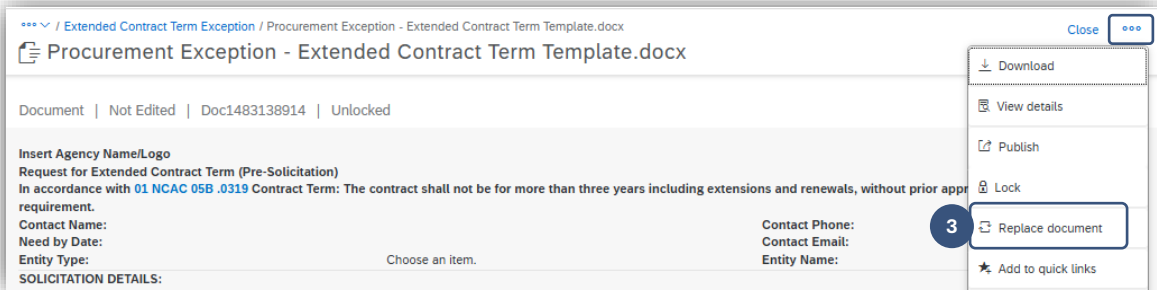 / Extended Contract Term Exception / Procurement Exception - Extended Contract Term Template.docx
Close
Procurement Exception - Extended Contract Term Template.docx
Download
Document | Not Edited | Doc1483138914 | Unlocked
View details
Publish
Lock
3
Replace document
Add to quick links
Insert Agency Name/Logo
Request for Extended Contract Term (Pre-Solicitation)
In accordance with 01 NCAC 05B .0319 Contract Term: The contract shall not be for more than three years including extensions and renewals, without prior appr
requirement.
Contact Name: Contact Phone:
Need by Date: Contact Email:
Entity Type: Choose an item. Entity Name:
SOLICITATION DETAILS: